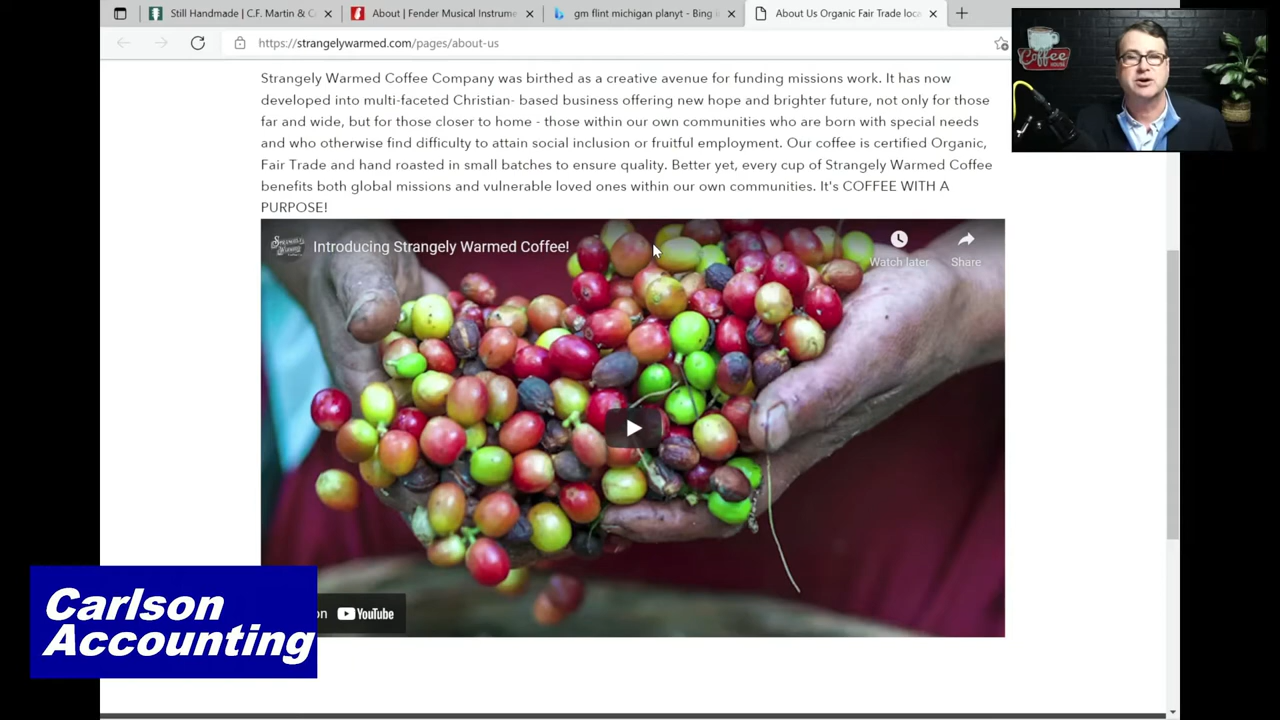 Still Handmade | C.F. Martin & C
About | Fender Musical Instrume
gm flint michigan planyt - Bing i
About Us Organic Fair Trade loca
https://strangelywarmed.com/pages/about-us
Coffee
HOUSE
Strangely Warmed Coffee Company was birthed as a creative avenue for funding missions work. It has now
developed into multi-faceted Christian- based business offering new hope and brighter future, not only for those
far and wide, but for those closer to home - those within our own communities who are born with special needs
and who otherwise find difficulty to attain social inclusion or fruitful employment. Our coffee is certified Organic,
Fair Trade and hand roasted in small batches to ensure quality. Better yet, every cup of Strangely Warmed Coffee
benefits both global missions and vulnerable loved ones within our own communities. It's COFFEE WITH A
PURPOSE!
Introducing Strangely Warmed Coffee!
Watch later
Share
on YouTube
Carlson
Accounting